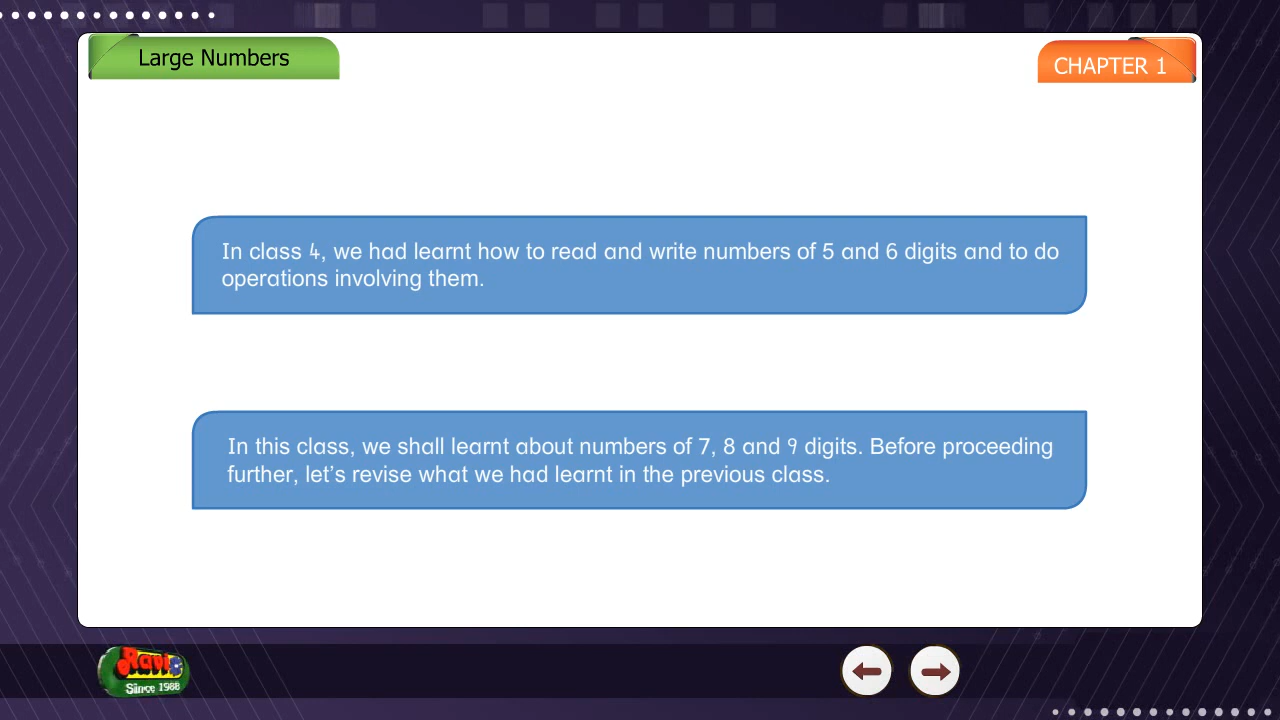 Large Numbers
CHAPTER 1
In class 4, we had learnt how to read and write numbers of 5 and 6 digits and to do
operations involving them.
In this class, we shall learnt about numbers of 7, 8 and 9 digits. Before proceeding
further, let’s revise what we had learnt in the previous class.
Ravi
Since 1988